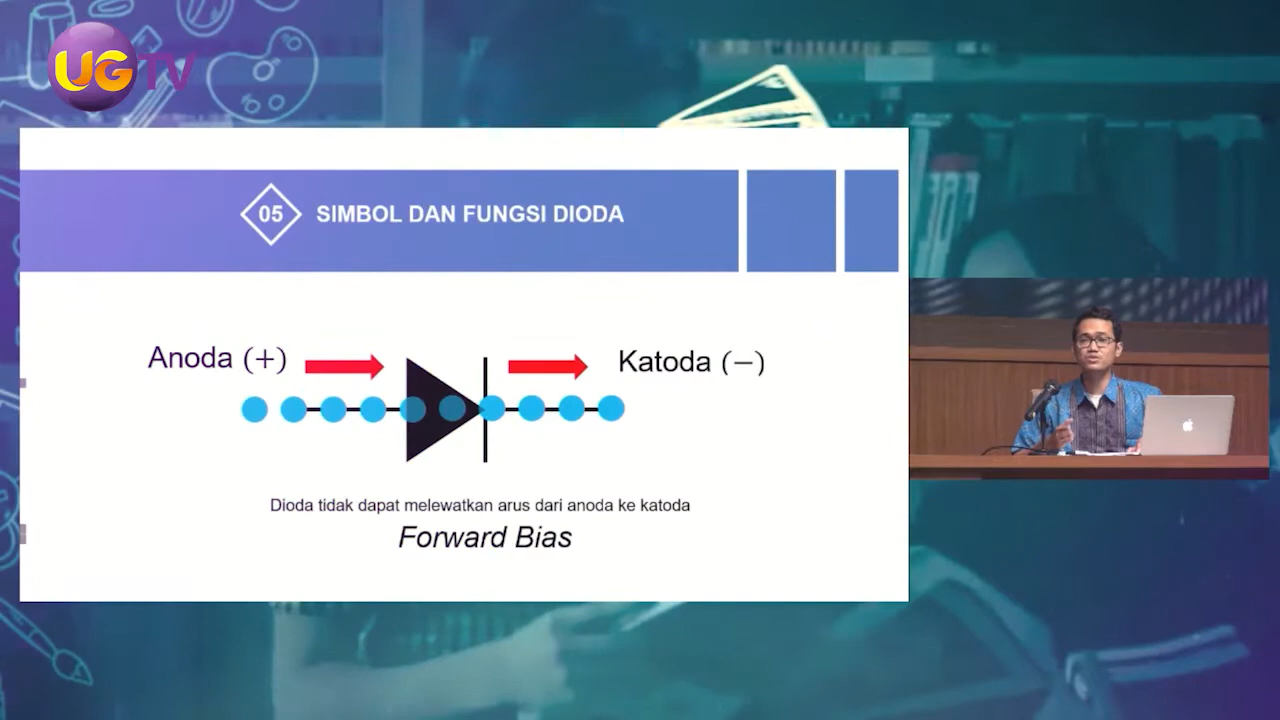 UGTV
05 SIMBOL DAN FUNGSI DIODA
Anoda (+)
Katoda (−)
Dioda tidak dapat melewatkan arus dari anoda ke katoda
Forward Bias